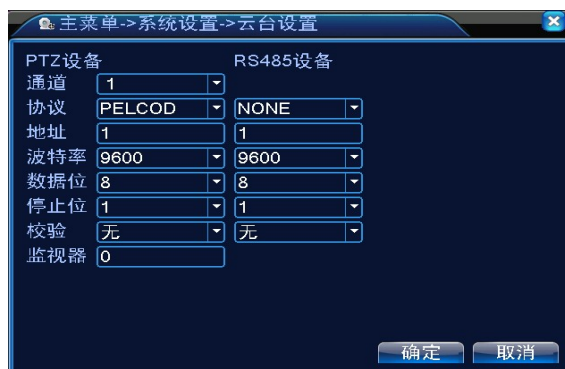 主菜单->系统设置->云台设置
PTZ设备 RS485设备
通道 1
协议 PELCOD NONE
地址 1 1
波特率 9600 9600
数据位 8 8
停止位 1 1
校验 无 无
监视器 0
确定 取消